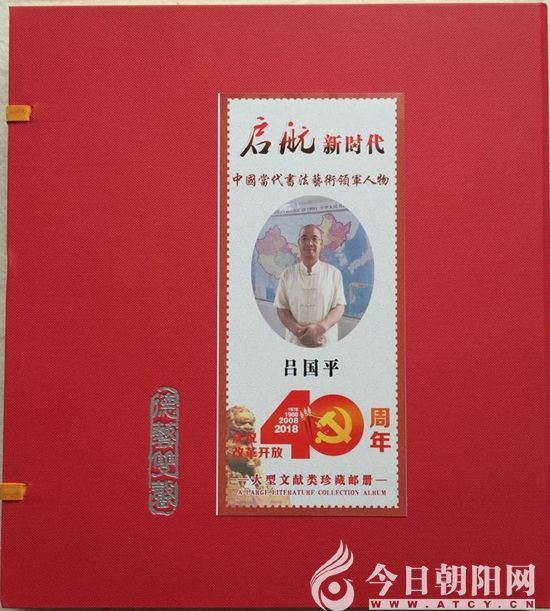 启航 新时代
中國當代書法藝術領軍人物
吕国平
1978
1988
2008
2018
40 周年
庆祝
改革开放
大型文献类珍藏邮册
A LARGE LITERATURE COLLECTION ALBUM
德藝雙馨
今日朝阳网
WWW.ATCY.CN